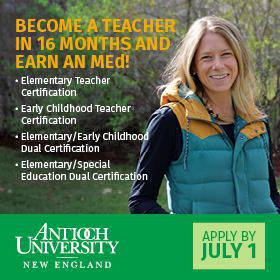 BECOME A TEACHER
IN 16 MONTHS AND
EARN AN MEd!
• Elementary Teacher
Certification
• Early Childhood Teacher
Certification
• Elementary/Early Childhood
Dual Certification
• Elementary/Special
Education Dual Certification
ANTIOCH
UNIVERSITY
NEW ENGLAND
APPLY BY
JULY 1